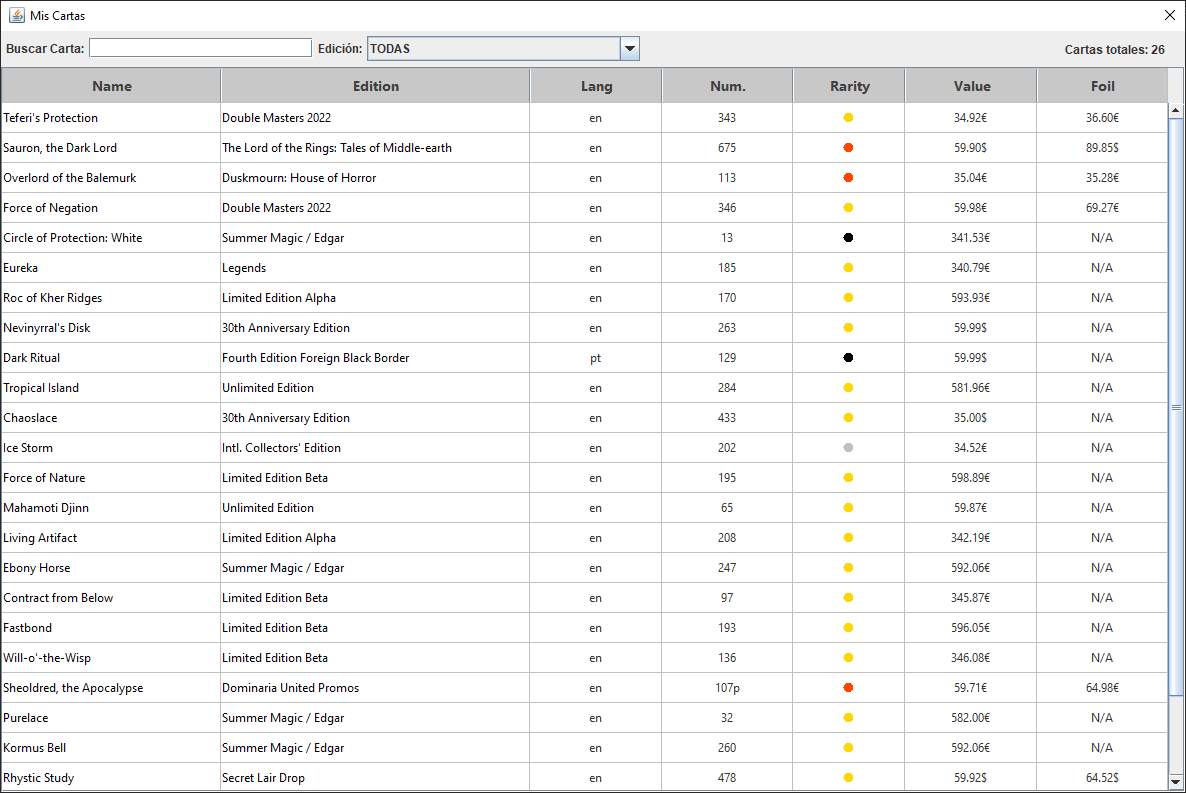 Mis Cartas
Buscar Carta: Edición: TODAS Cartas totales: 26
Name Edition Lang Num. Rarity Value Foil
Teferi's Protection Double Masters 2022 en 343 34.92€ 36.60€
Sauron, the Dark Lord The Lord of the Rings: Tales of Middle-earth en 675 59.90$ 89.85$
Overlord of the Balemurk Duskmourn: House of Horror en 113 35.04€ 35.28€
Force of Negation Double Masters 2022 en 346 59.98€ 69.27€
Circle of Protection: White Summer Magic / Edgar en 13 341.53€ N/A
Eureka Legends en 185 340.79€ N/A
Roc of Kher Ridges Limited Edition Alpha en 170 593.93€ N/A
Nevinyrral's Disk 30th Anniversary Edition en 263 59.99$ N/A
Dark Ritual Fourth Edition Foreign Black Border pt 129 59.99$ N/A
Tropical Island Unlimited Edition en 284 581.96€ N/A
Chaoslace 30th Anniversary Edition en 433 35.00$ N/A
Ice Storm Intl. Collectors' Edition en 202 34.52€ N/A
Force of Nature Limited Edition Beta en 195 598.89€ N/A
Mahamoti Djinn Unlimited Edition en 65 59.87€ N/A
Living Artifact Limited Edition Alpha en 208 342.19€ N/A
Ebony Horse Summer Magic / Edgar en 247 592.06€ N/A
Contract from Below Limited Edition Beta en 97 345.87€ N/A
Fastbond Limited Edition Beta en 193 596.05€ N/A
Will-o'-the-Wisp Limited Edition Beta en 136 346.08€ N/A
Sheoldred, the Apocalypse Dominaria United Promos en 107p 59.71€ 64.98€
Purelace Summer Magic / Edgar en 32 582.00€ N/A
Kormus Bell Summer Magic / Edgar en 260 592.06€ N/A
Rhystic Study Secret Lair Drop en 478 59.92$ 64.52$